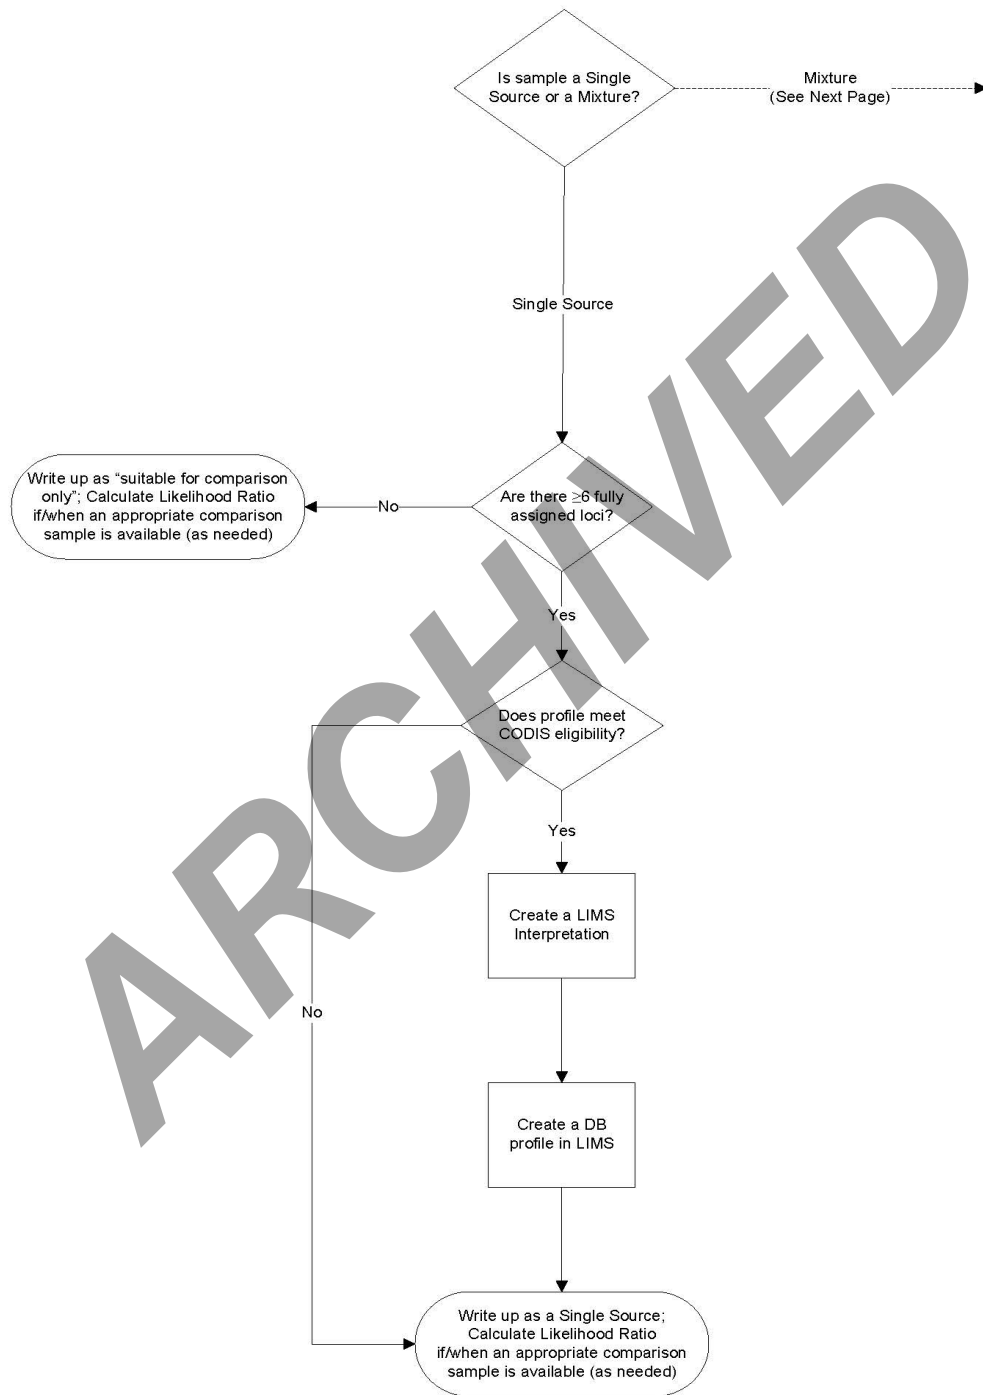 Is sample a Single
Source or a Mixture?
Mixture
(See Next Page)
Single Source
Write up as “suitable for comparison
only”; Calculate Likelihood Ratio
if/when an appropriate comparison
sample is available (as needed)
No
Are there ≥6 fully
assigned loci?
Yes
Does profile meet
CODIS eligibility?
Yes
Create a LIMS
Interpretation
No
Create a DB
profile in LIMS
Write up as a Single Source;
Calculate Likelihood Ratio
if/when an appropriate comparison
sample is available (as needed)
ARCHIVED